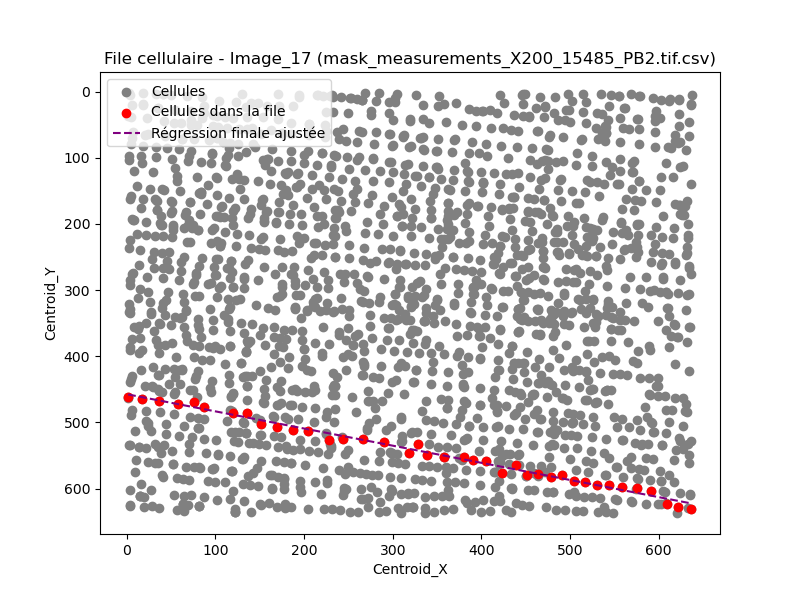 File cellulaire - Image_17 (mask_measurements_X200_15485_PB2.tif.csv)
Cellules
Cellules dans la file
Régression finale ajustée
Centroid_Y
0
100
200
300
400
500
600
0 100 200 300 400 500 600
Centroid_X